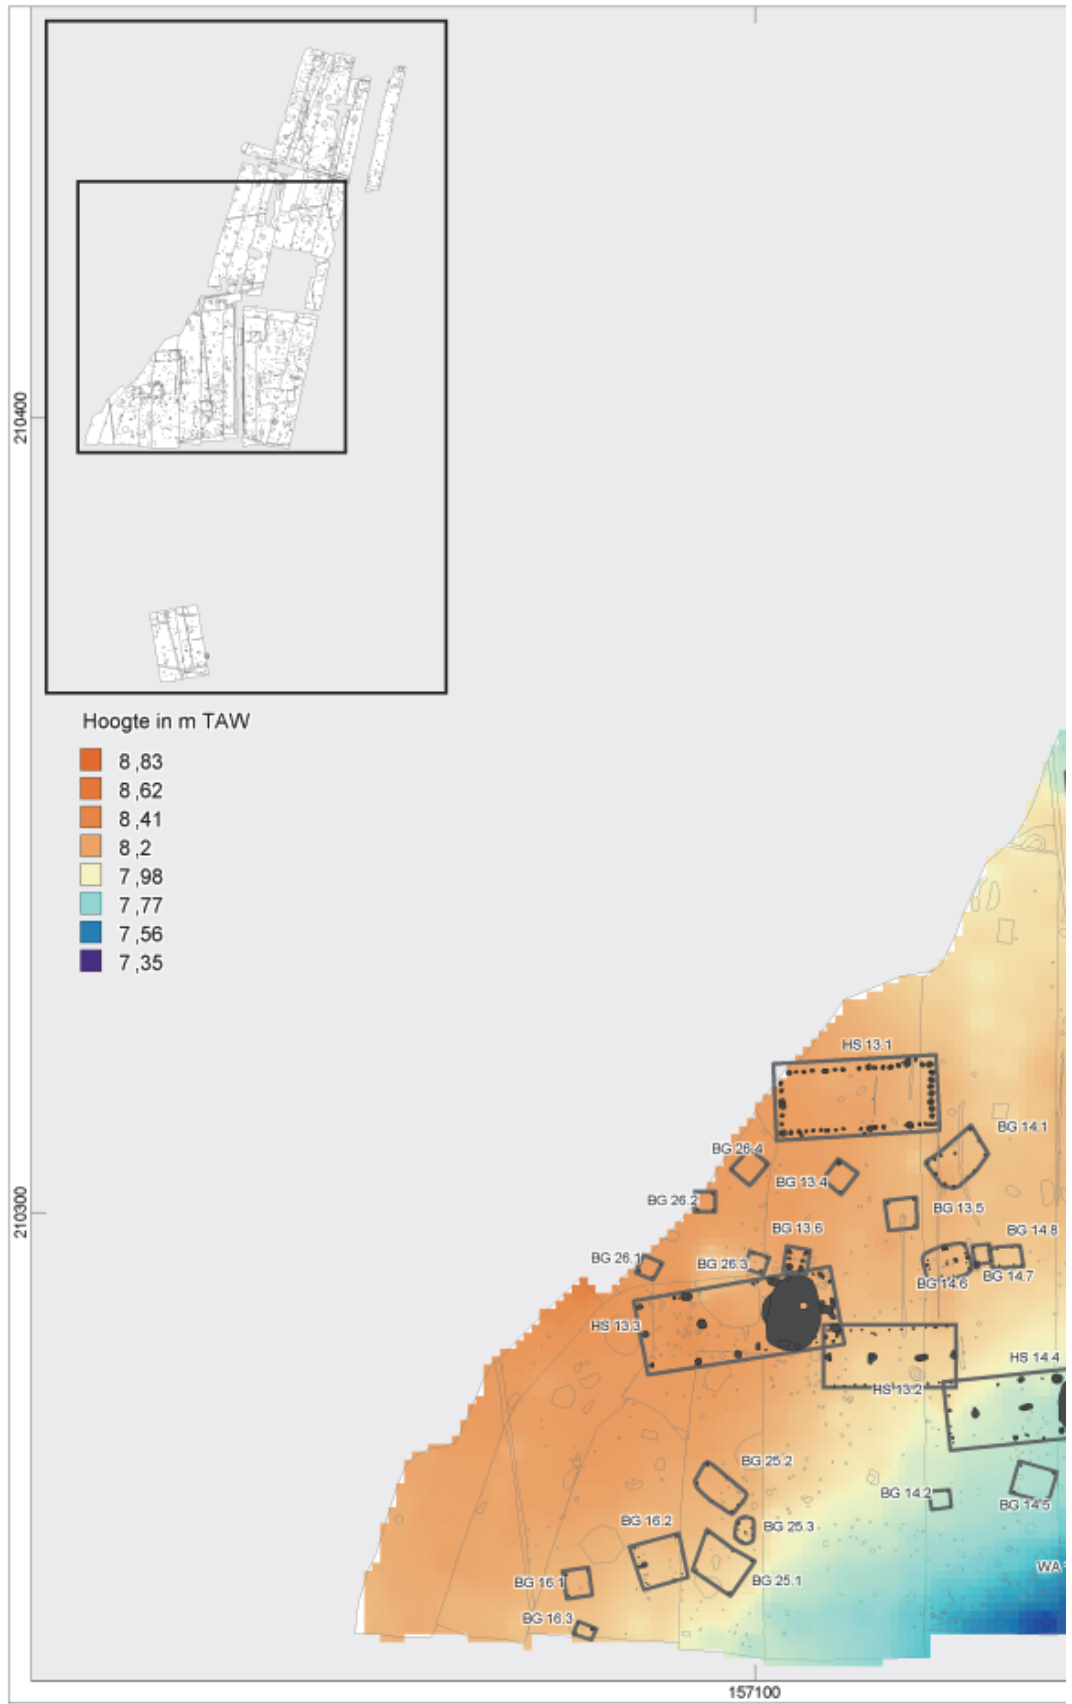 210400
Hoogte in m TAW
8,83
8,62
8,41
8,2
7,98
7,77
7,56
7,35
HS 13.1
BG 14.1
BG 26.4
BG 13.4
BG 26.2
BG 13.5
210300
BG 13.6
BG 14.8
BG 26.1
BG 26.3
BG 14.6
BG 14.7
HS 13.3
HS 14.4
HS 13.2
BG 25.2
BG 14.2
BG 14.5
BG 16.2
BG 25.3
WA
BG 16.1
BG 25.1
BG 16.3
157100